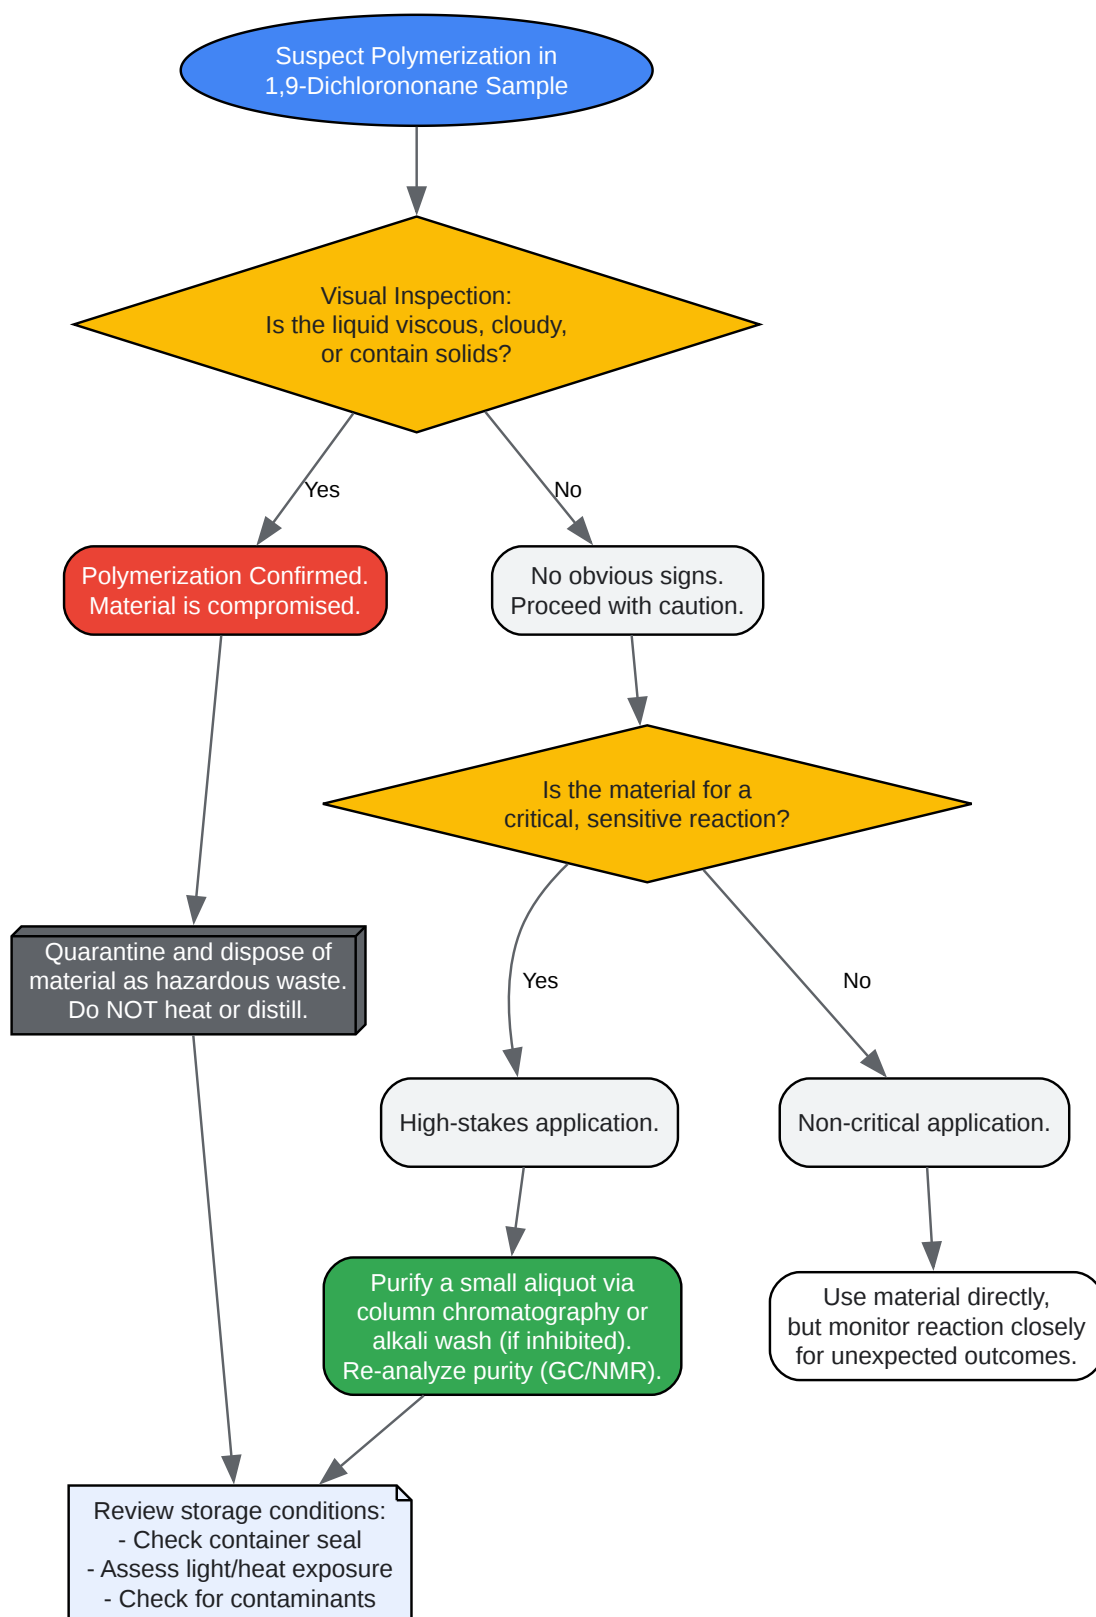 Suspect Polymerization in
1,9-Dichlorononane Sample
Visual Inspection:
Is the liquid viscous, cloudy,
or contain solids?
Yes
No
Polymerization Confirmed.
Material is compromised.
No obvious signs.
Proceed with caution.
Is the material for a
critical, sensitive reaction?
Quarantine and dispose of
material as hazardous waste.
Do NOT heat or distill.
Yes
No
High-stakes application.
Non-critical application.
Purify a small aliquot via
column chromatography or
alkali wash (if inhibited).
Re-analyze purity (GC/NMR).
Use material directly,
but monitor reaction closely
for unexpected outcomes.
Review storage conditions:
- Check container seal
- Assess light/heat exposure
- Check for contaminants